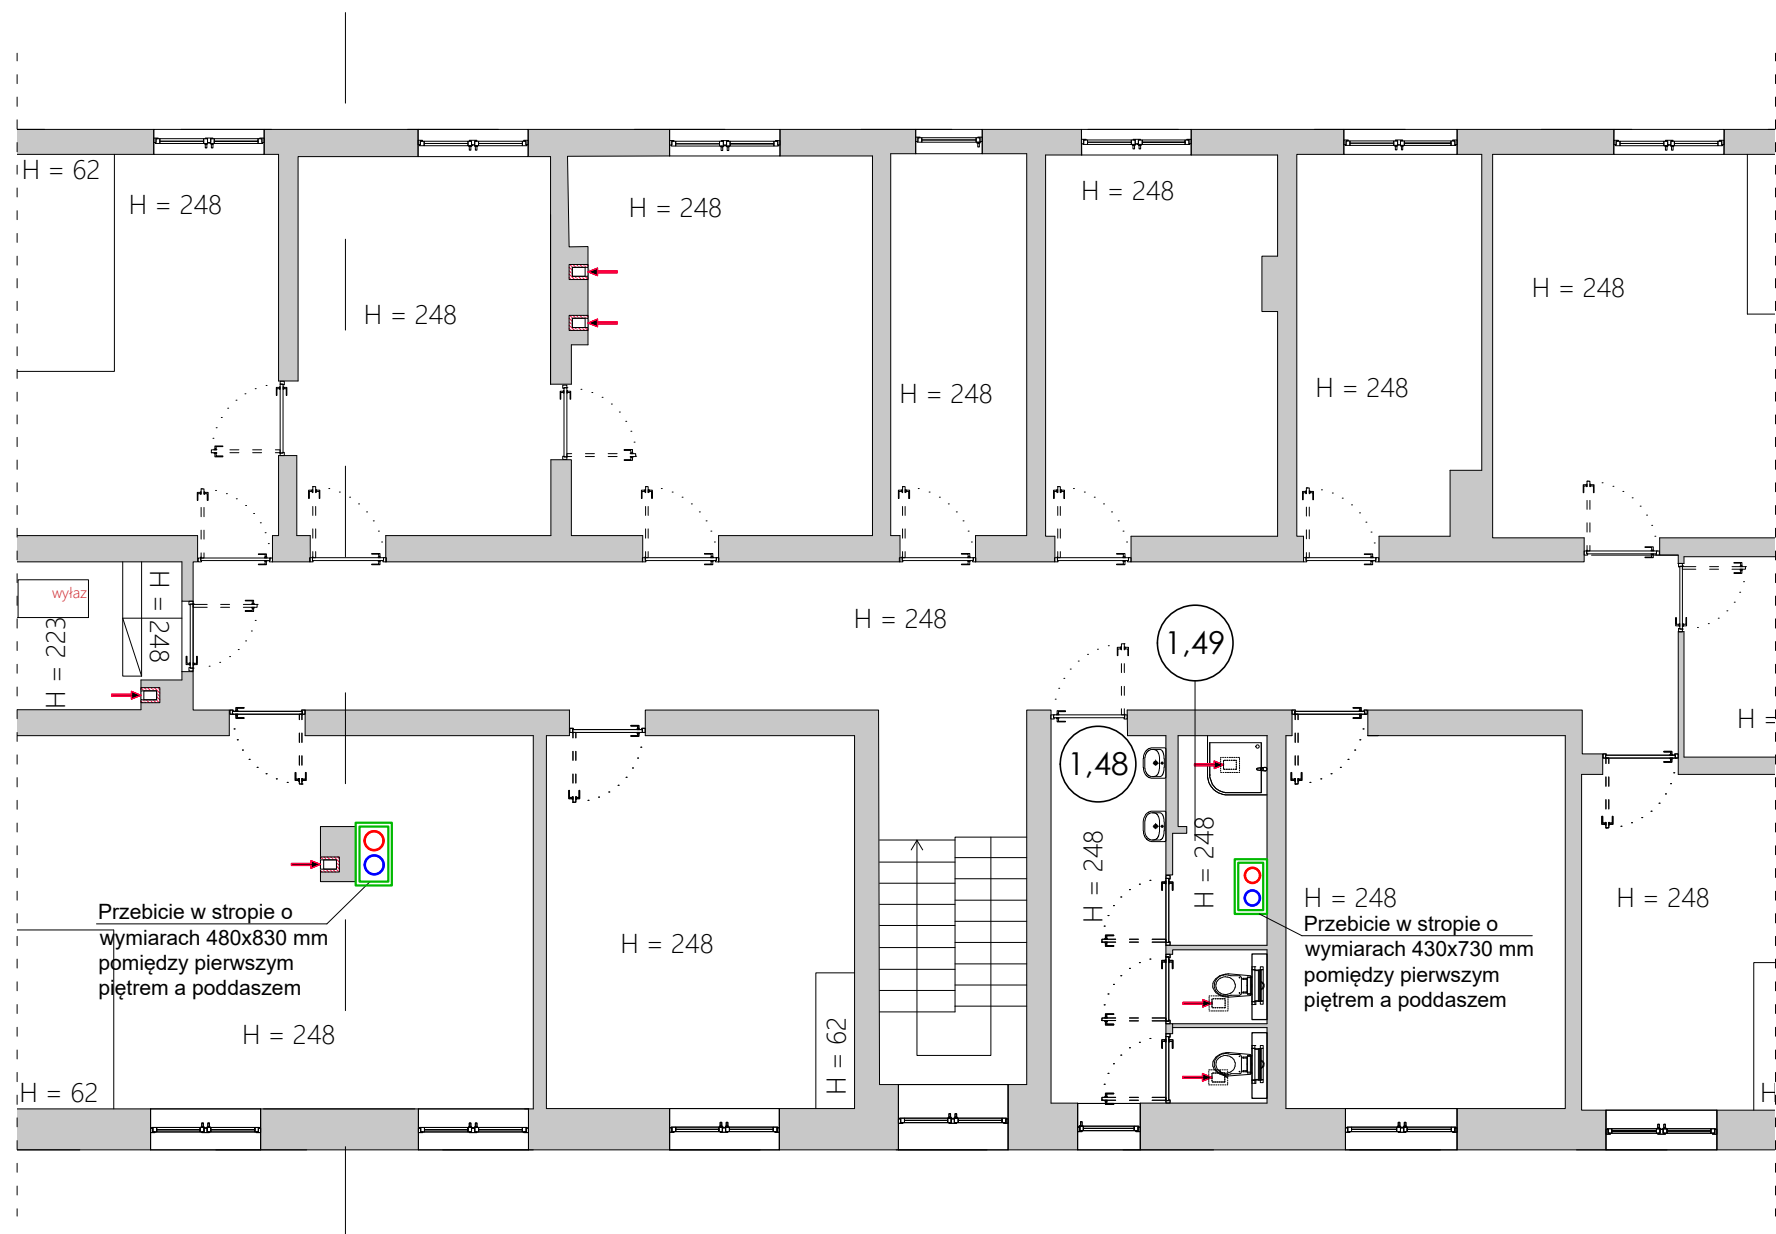 H = 62
H = 248
H = 248
H = 248
H = 248
H = 248
H = 248
H = 248
wyłaz
H = 223
H = 248
H = 248
1,49
1,48
H =
H = 248
H = 248
Przebicie w stropie o
wymiarach 480x830 mm
pomiędzy pierwszym
piętrem a poddaszem
H = 248
H = 62
H = 248
H = 62
H = 248
Przebicie w stropie o
wymiarach 430x730 mm
pomiędzy pierwszym
piętrem a poddaszem
H = 248
H